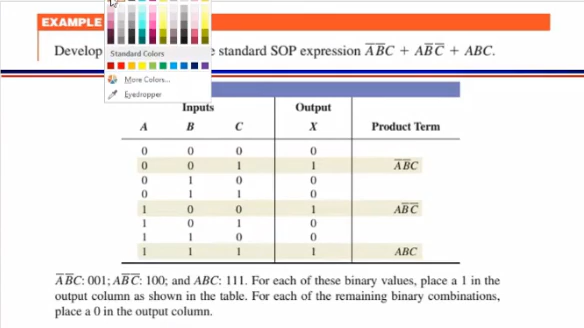 EXAMPLE
Develop
e standard SOP expression A̅B̅C + AB̅C̅ + ABC.
Standard Colors
More Colors...
Eyedropper
Inputs Output
A B C X Product Term
0 0 0 0
0 0 1 1 A̅B̅C
0 1 0 0
0 1 1 0
1 0 0 1 AB̅C̅
1 0 1 0
1 1 0 0
1 1 1 1 ABC
A̅B̅C: 001; AB̅C̅: 100; and ABC: 111. For each of these binary values, place a 1 in the
output column as shown in the table. For each of the remaining binary combinations,
place a 0 in the output column.